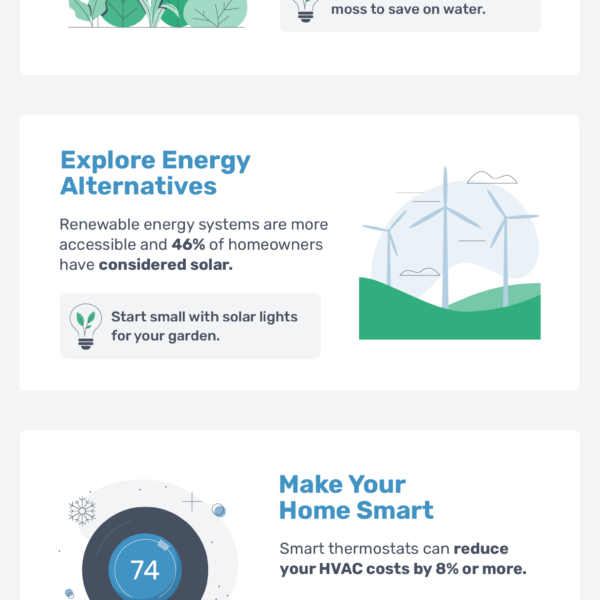 moss to save on water.
Explore Energy
Alternatives
Renewable energy systems are more
accessible and 46% of homeowners
have considered solar.
Start small with solar lights
for your garden.
Make Your
Home Smart
Smart thermostats can reduce
your HVAC costs by 8% or more.
74